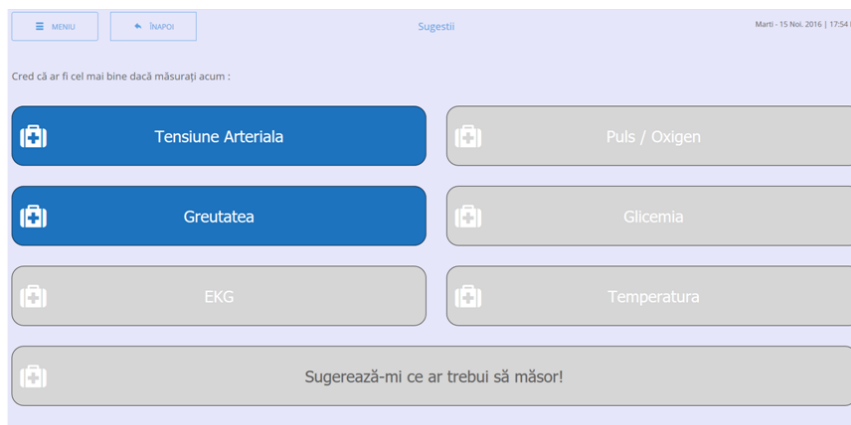 MENIU
ÎNAPOI
Sugestii
Marti - 15 Noi. 2016 | 17:54
Cred că ar fi cel mai bine dacă măsurați acum :
Tensiune Arteriala
Puls / Oxigen
Greutatea
Glicemia
EKG
Temperatura
Sugerează-mi ce ar trebui să măsor!